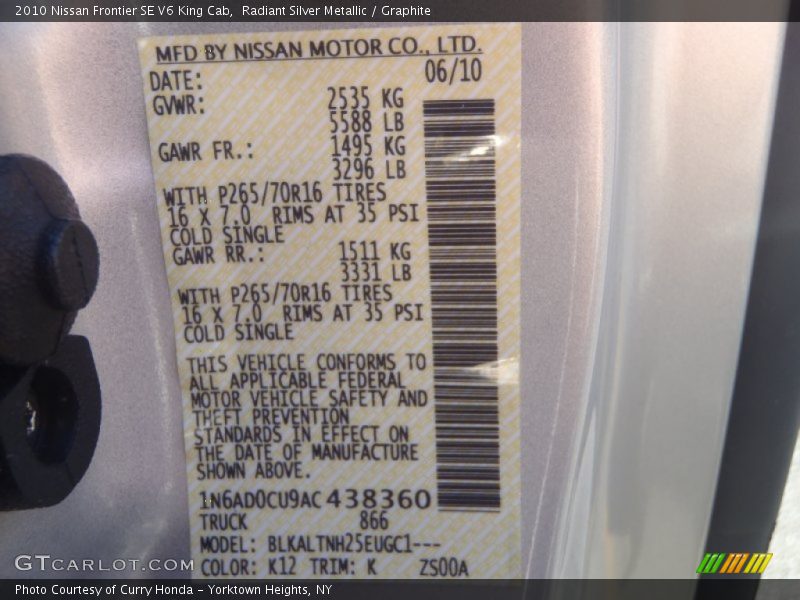 2010 Nissan Frontier SE V6 King Cab,  Radiant Silver Metallic / Graphite
MFD BY NISSAN MOTOR CO., LTD.
DATE: 06/10
GVWR: 2535 KG
5588 LB
GAWR FR.: 1495 KG
3296 LB
WITH P265/70R16 TIRES
16 X 7.0 RIMS AT 35 PSI
COLD SINGLE
GAWR RR.: 1511 KG
3331 LB
WITH P265/70R16 TIRES
16 X 7.0 RIMS AT 35 PSI
COLD SINGLE
THIS VEHICLE CONFORMS TO
ALL APPLICABLE FEDERAL
MOTOR VEHICLE SAFETY AND
THEFT PREVENTION
STANDARDS IN EFFECT ON
THE DATE OF MANUFACTURE
SHOWN ABOVE.
1N6AD0CU9AC438360
TRUCK 866
MODEL: BLKALTNH25EUGC1---
COLOR: K12 TRIM: K ZS00A
GTCarlot.com
Photo Courtesy of Curry Honda - Yorktown Heights, NY